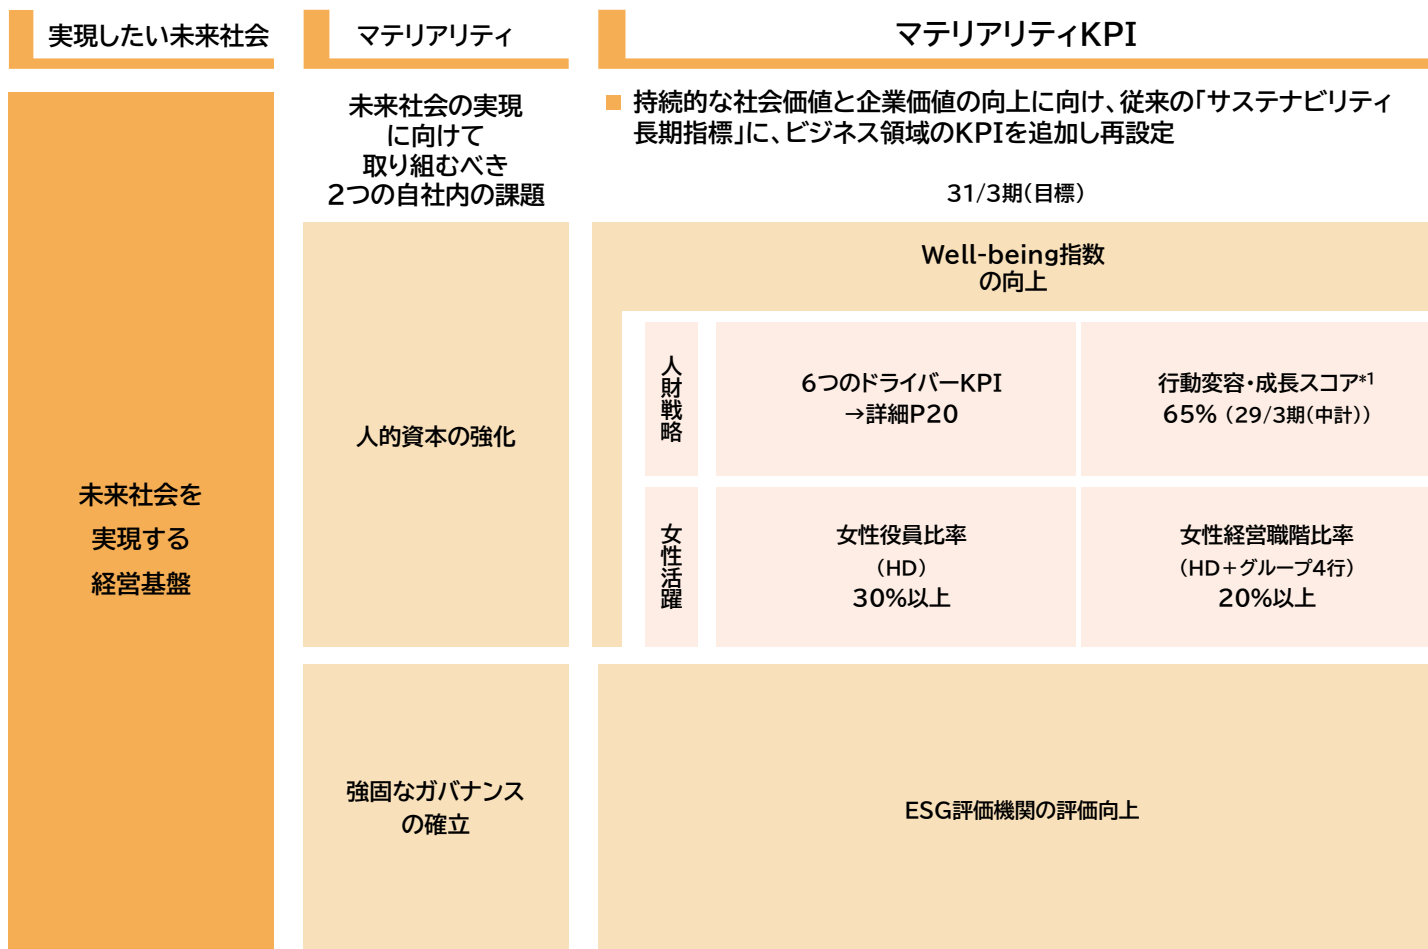 実現したい未来社会
マテリアリティ
マテリアリティKPI
未来社会の実現
に向けて
取り組むべき
2つの自社内の課題
■ 持続的な社会価値と企業価値の向上に向け、従来の「サステナビリティ
長期指標」に、ビジネス領域のKPIを追加し再設定
31/3期(目標)
未来社会を
実現する
経営基盤
人的資本の強化
Well-being指数
の向上
人財戦略
6つのドライバーKPI
→詳細P20
行動変容・成長スコア*1
65% (29/3期(中計))
女性活躍
女性役員比率
(HD)
30%以上
女性経営職階比率
(HD+グループ4行)
20%以上
強固なガバナンス
の確立
ESG評価機関の評価向上